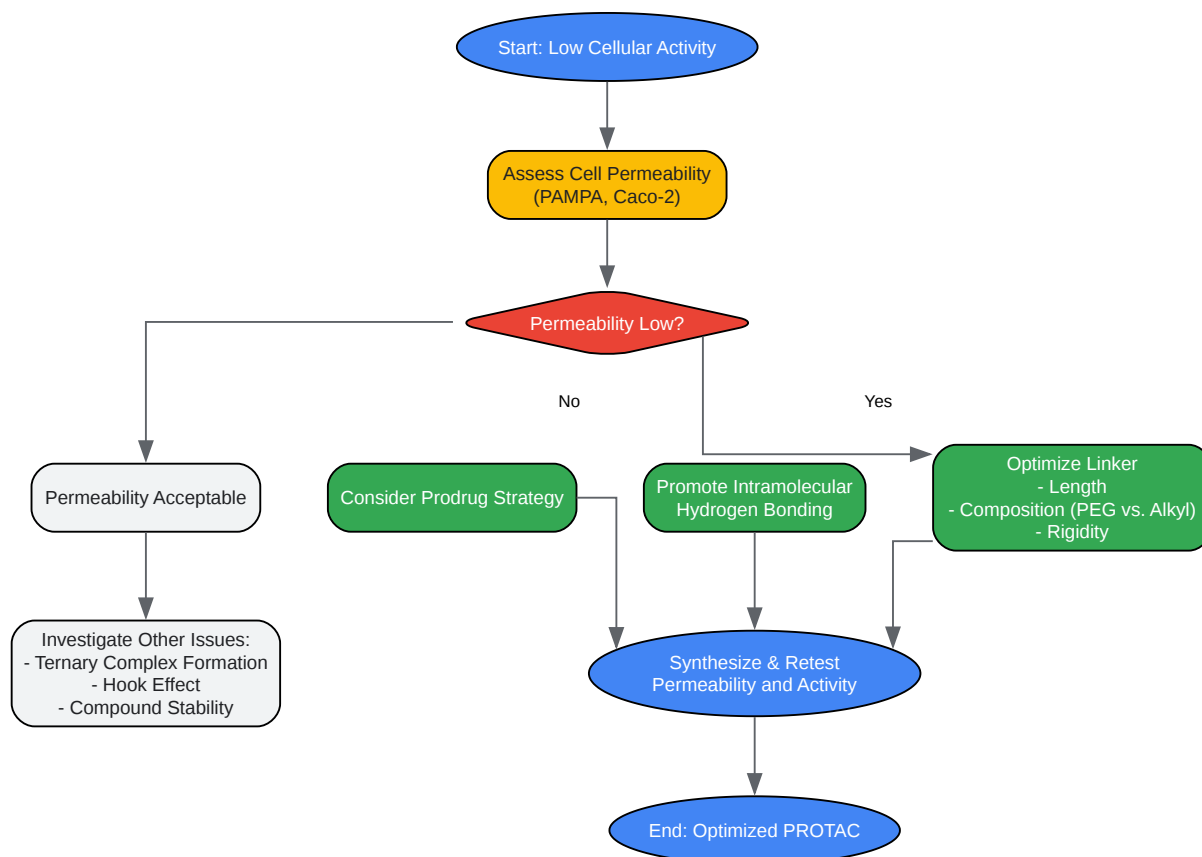 Start: Low Cellular Activity
Assess Cell Permeability
(PAMPA, Caco-2)
Permeability Low?
No
Yes
Permeability Acceptable
Consider Prodrug Strategy
Promote Intramolecular
Hydrogen Bonding
Optimize Linker
- Length
- Composition (PEG vs. Alkyl)
- Rigidity
Investigate Other Issues:
- Ternary Complex Formation
- Hook Effect
- Compound Stability
Synthesize & Retest
Permeability and Activity
End: Optimized PROTAC